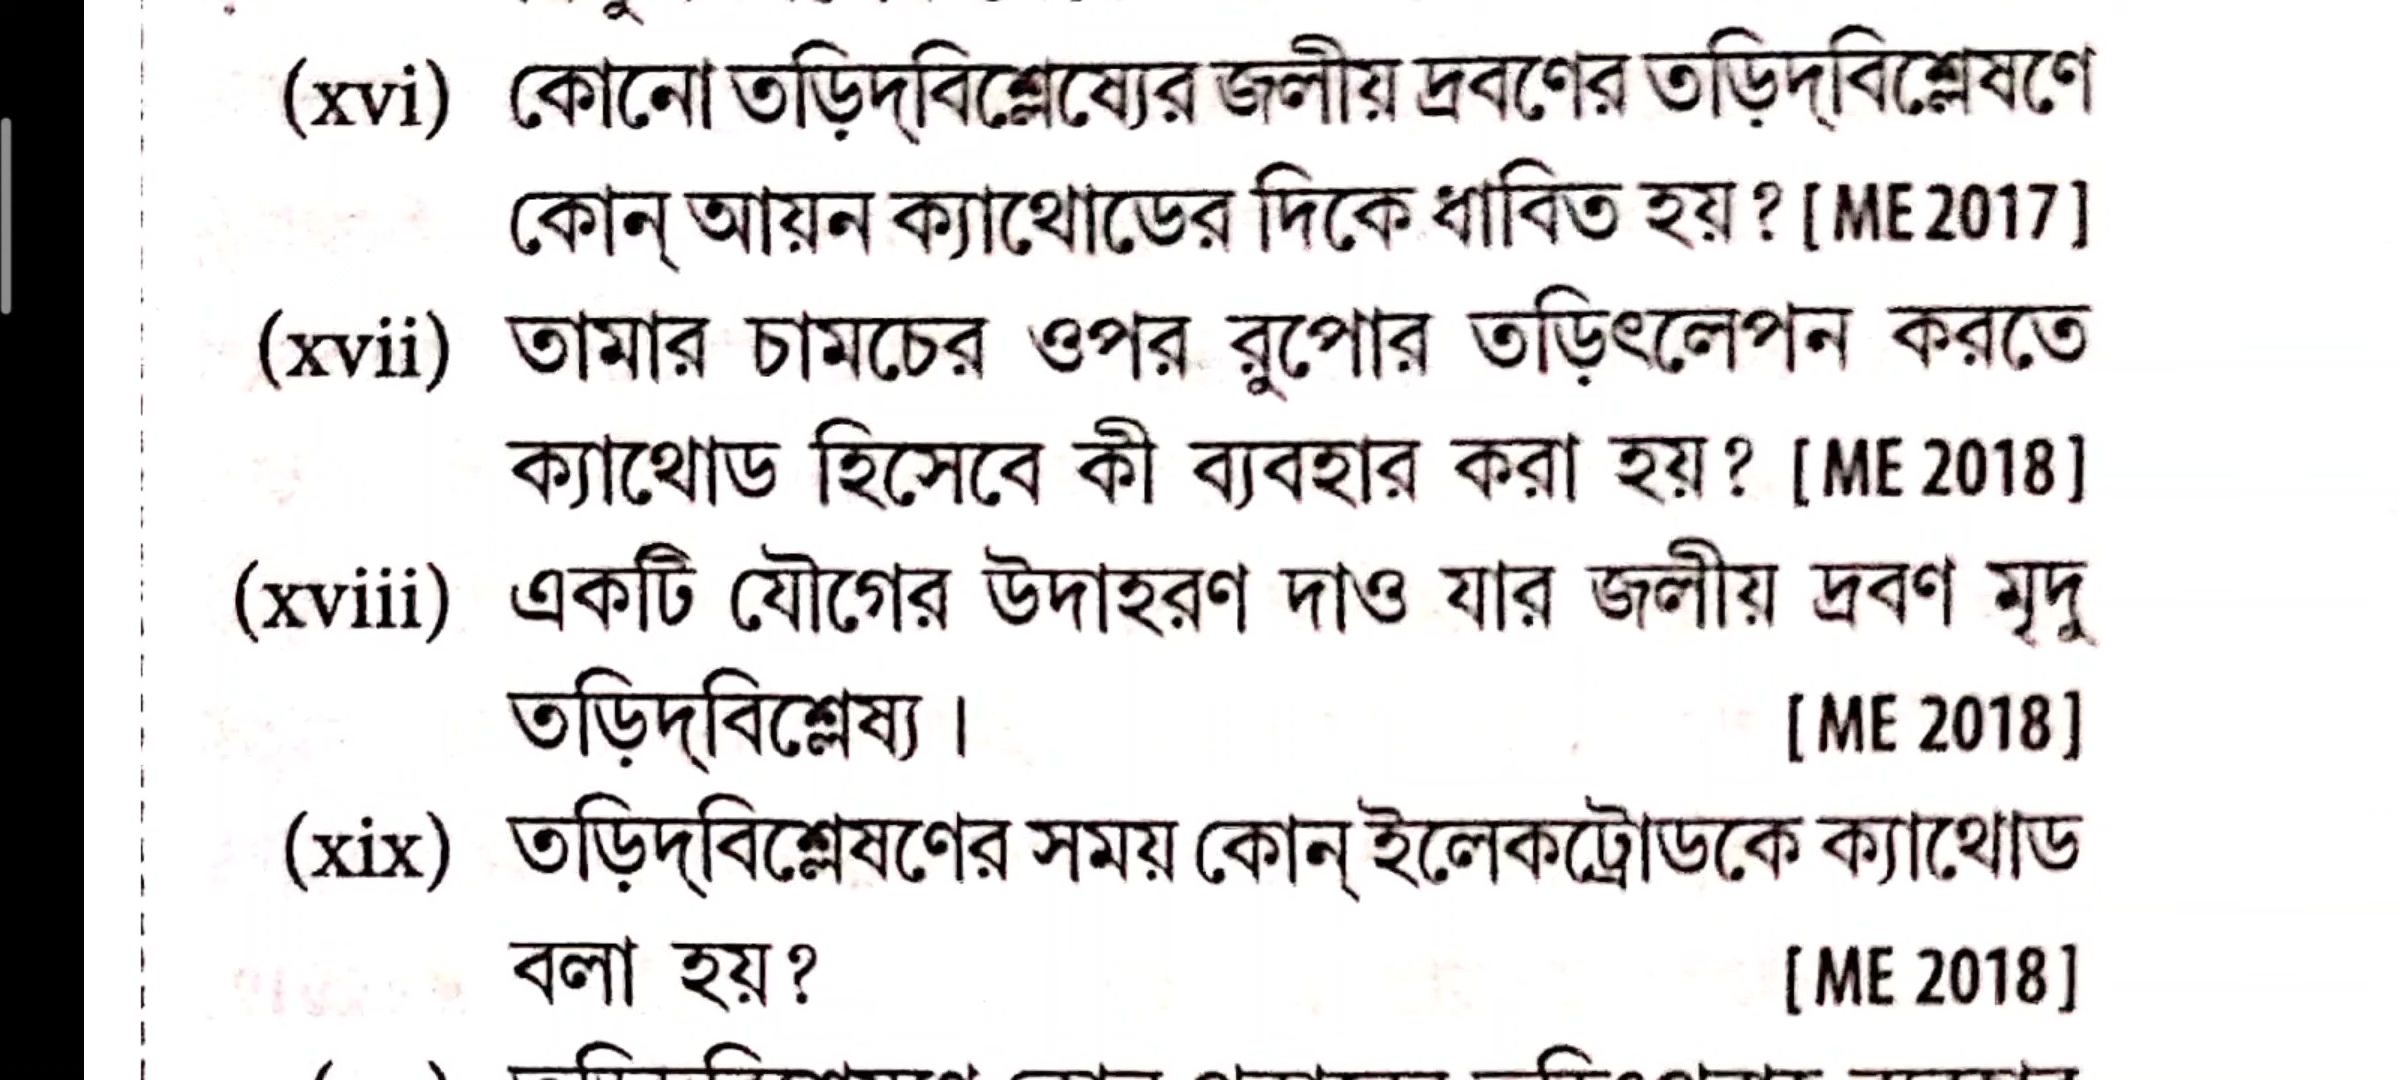 (xvi) কোনো তড়িদ্‌বিশ্লেষ্যের জলীয় দ্রবণের তড়িদ্‌বিশ্লেষণে
কোন্ আয়ন ক্যাথোডের দিকে ধাবিত হয়? [ME 2017]
(xvii) তামার চামচের ওপর রুপোর তড়িৎলেপন করতে
ক্যাথোড হিসেবে কী ব্যবহার করা হয়? [ME 2018]
(xviii) একটি যৌগের উদাহরণ দাও যার জলীয় দ্রবণ মৃদু
তড়িদ্‌বিশ্লেষ্য। [ME 2018]
(xix) তড়িদ্‌বিশ্লেষণের সময় কোন্ ইলেকট্রোডকে ক্যাথোড
বলা হয়? [ME 2018]